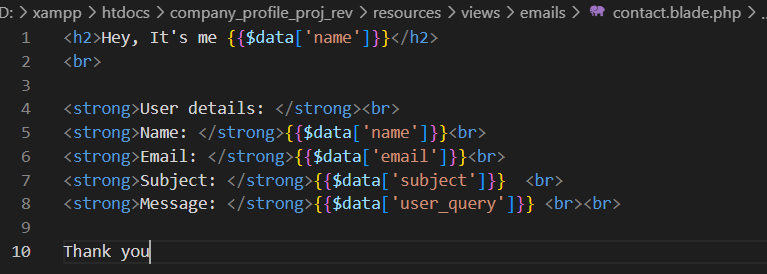 D: > xampp > htdocs > company_profile_proj_rev > resources > views > emails > contact.blade.php > ..
1 <h2>Hey, It's me {{$data['name']}}</h2>
2 <br>
3
4 <strong>User details: </strong><br>
5 <strong>Name: </strong>{{$data['name']}}<br>
6 <strong>Email: </strong>{{$data['email']}}<br>
7 <strong>Subject: </strong>{{$data['subject']}}  <br>
8 <strong>Message: </strong>{{$data['user_query']}} <br><br>
9
10 Thank you